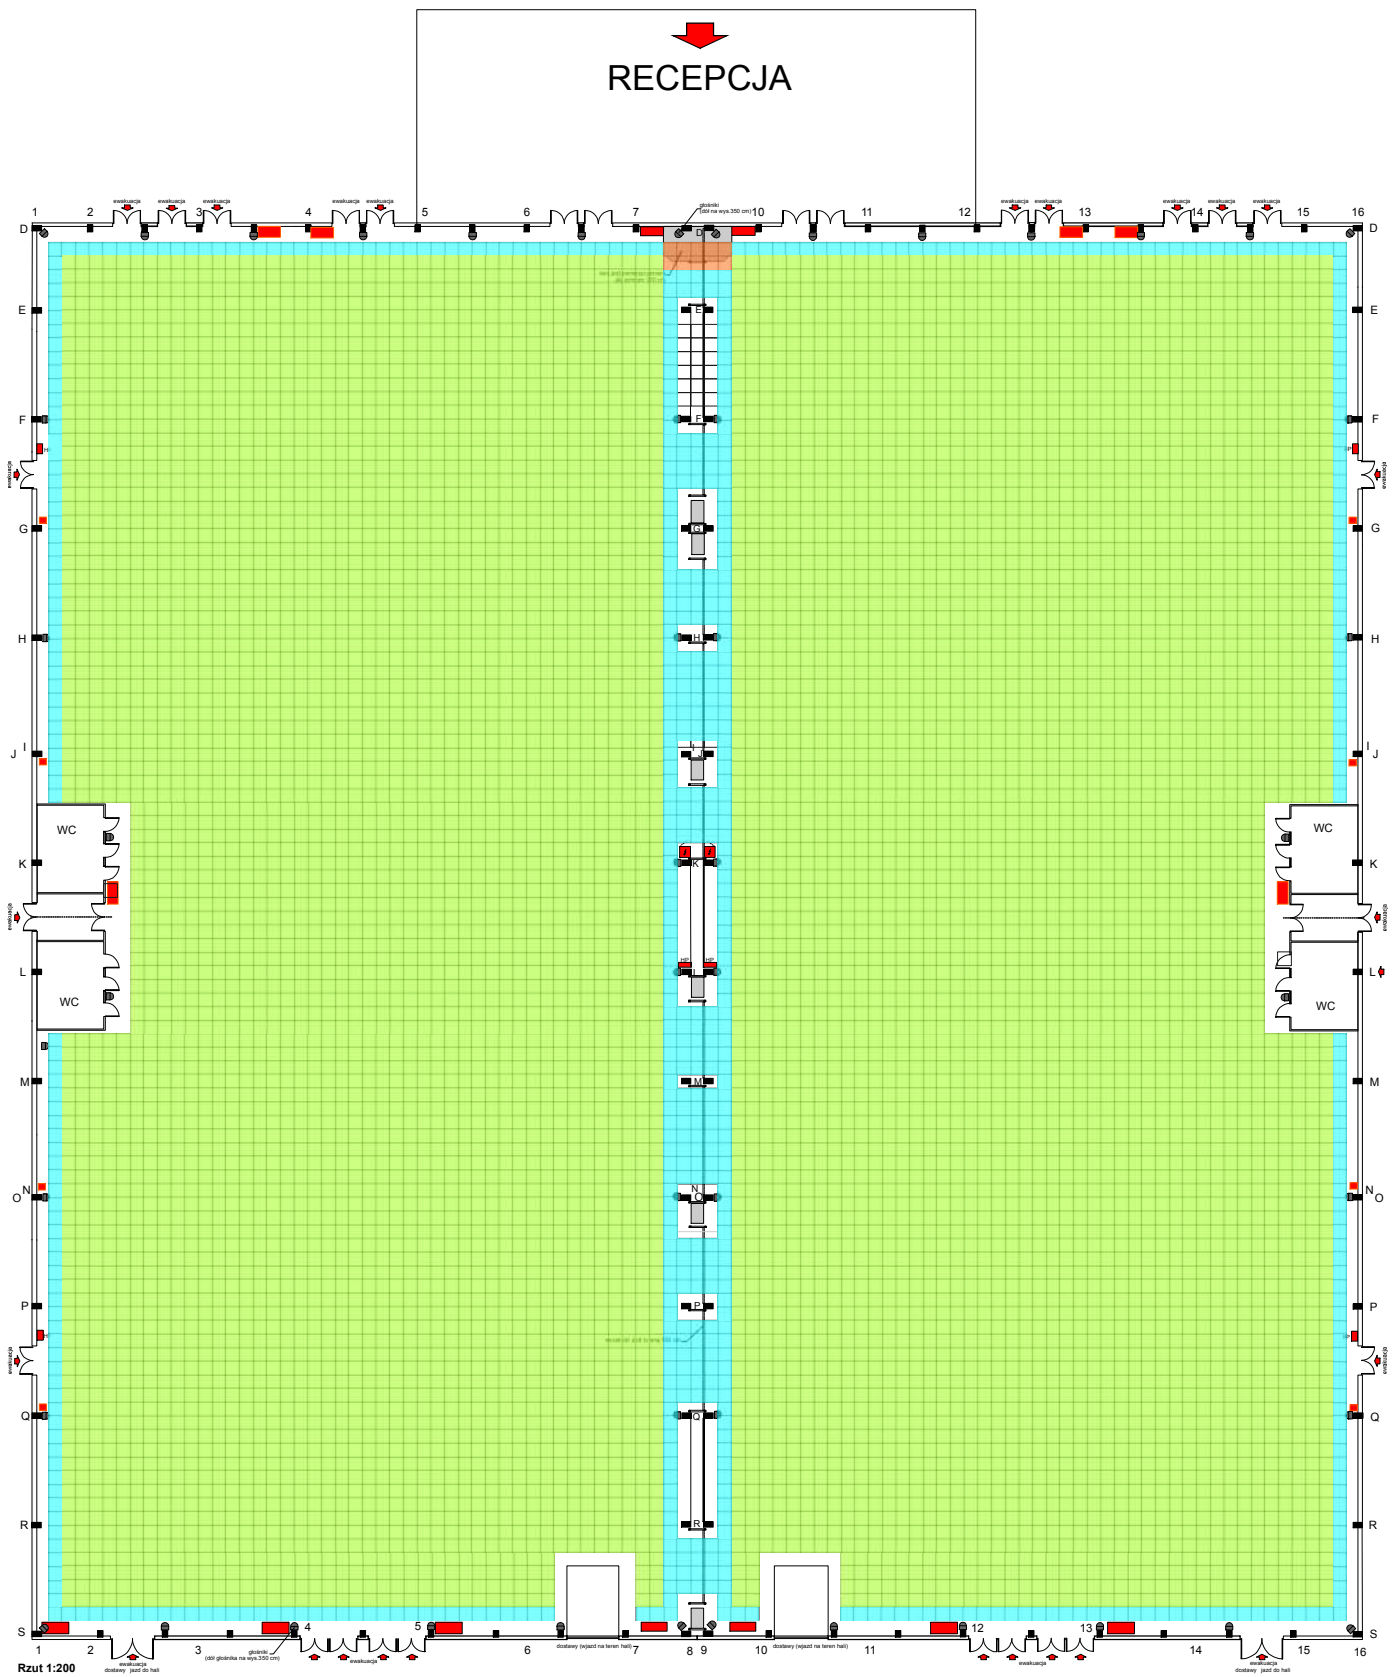 RECEPCJA
ewakuacja ewakuacja ewakuacja ewakuacja ewakuacja
głośniki
(dół na wys.350 cm)
ewakuacja ewakuacja ewakuacja ewakuacja ewakuacja
1 2 3 4 5 6 7 10 11 12 13 14 15 16
D D D
E E E
F F F
ewakuacja ewakuacja
G G G
H H H
I I I
J J J
WC WC
K K K
ewakuacja ewakuacja
HP HP
L L L
WC WC
M M M
N N N
O O O
P P P
HP
ewakuacja ewakuacja
Q Q Q
R R R
S S
4 5 12 13
1 2 3 6 7 8 9 10 11 14 15 16
głośniki
(dół głośnika na wys.350 cm)
dostawy (wjazd na teren hali) dostawy (wjazd na teren hali)
ewakuacja
dostawy jazd do hali
ewakuacja
ewakuacja
ewakuacja
dostawy jazd do hali
Rzut 1:200